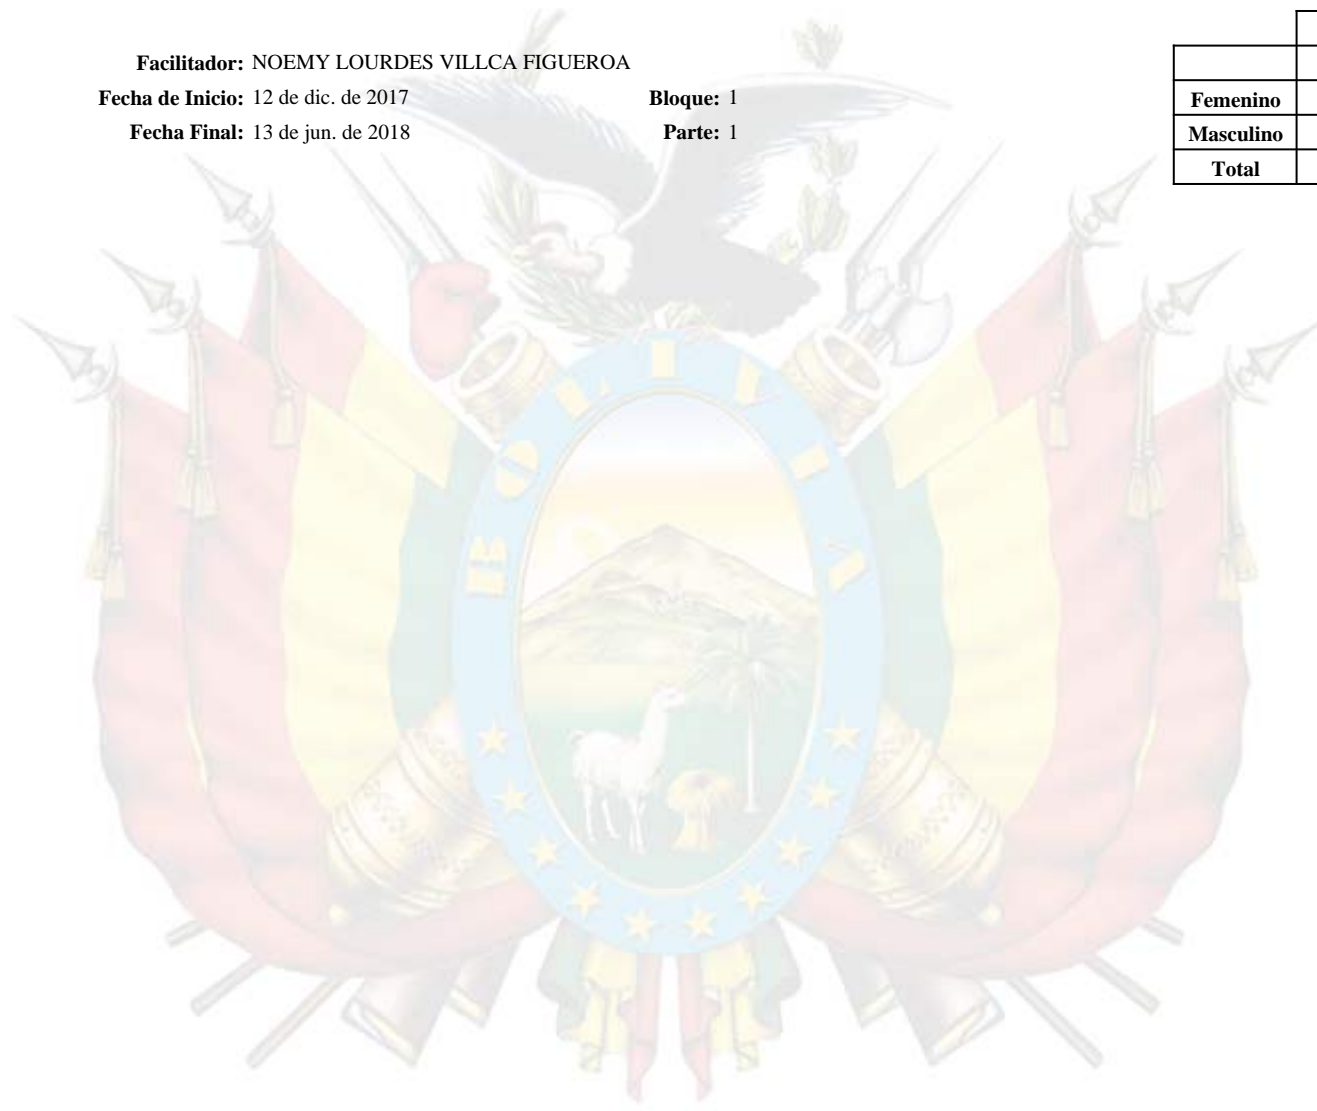 Facilitador: NOEMY LOURDES VILLCA FIGUEROA
Fecha de Inicio: 12 de dic. de 2017 Bloque: 1
Fecha Final: 13 de jun. de 2018 Parte: 1
Femenino
Masculino
Total
BOLIVIA